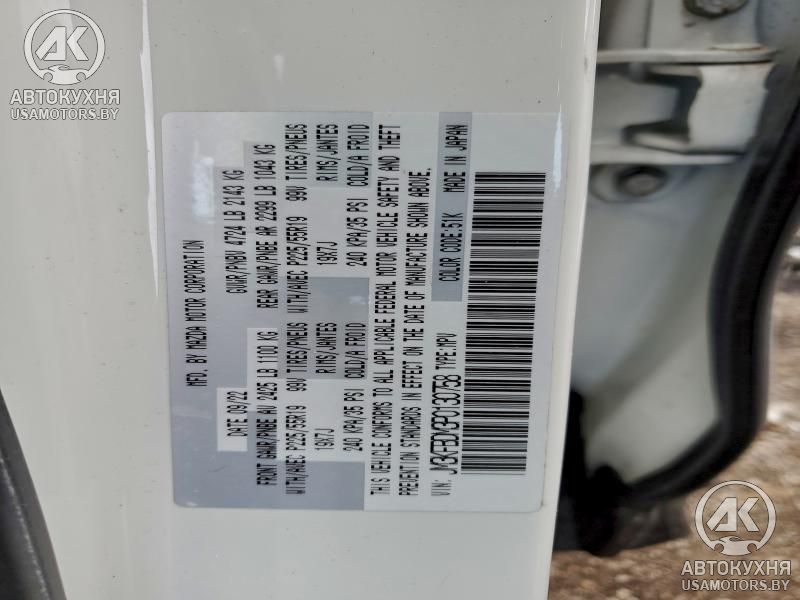 АК
АВТОКУХНЯ
USAMOTORS.BY
MFD. BY MAZDA MOTOR CORPORATION
DATE 09/22 GVWR/PNBV 4724 LB 2143 KG
FRONT GAWR/PNBE AV 2425 LB 1100 KG REAR GAWR/PNBE AR 2299 LB 1043 KG
WITH/AVEC P225/55R19 99V TIRES/PNEUS WITH/AVEC P225/55R19 99V TIRES/PNEUS
19X7J RIMS/JANTES 19X7J RIMS/JANTES
240 KPA/35 PSI COLD/A FROID 240 KPA/35 PSI COLD/A FROID
THIS VEHICLE CONFORMS TO ALL APPLICABLE FEDERAL MOTOR VEHICLE SAFETY AND THEFT
PREVENTION STANDARDS IN EFFECT ON THE DATE OF MANUFACTURE SHOWN ABOVE.
VIN: TYPE:MPV COLOR CODE:51K MADE IN JAPAN
АК
АВТОКУХНЯ
USAMOTORS.BY